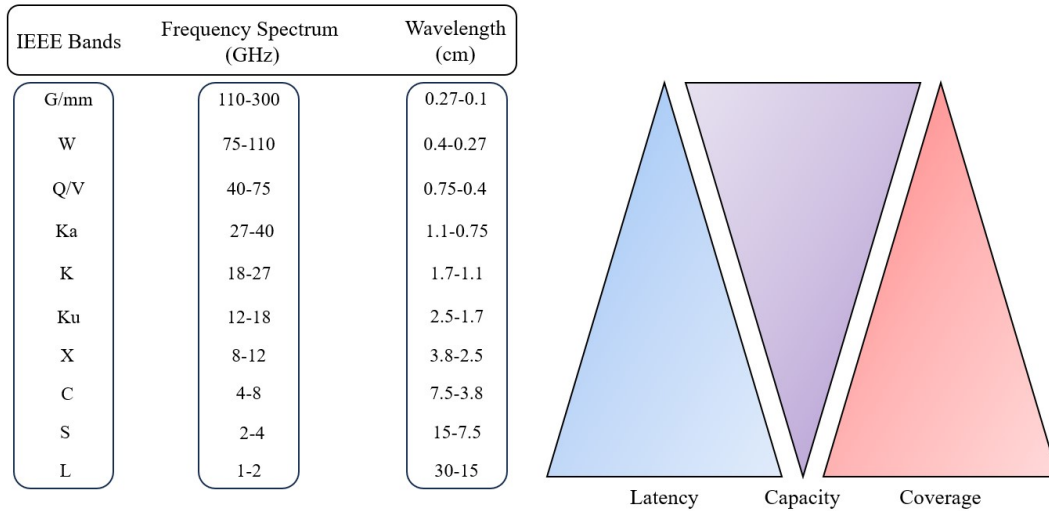 IEEE Bands Frequency Spectrum (GHz) Wavelength (cm)
G/mm 110-300 0.27-0.1
W 75-110 0.4-0.27
Q/V 40-75 0.75-0.4
Ka 27-40 1.1-0.75
K 18-27 1.7-1.1
Ku 12-18 2.5-1.7
X 8-12 3.8-2.5
C 4-8 7.5-3.8
S 2-4 15-7.5
L 1-2 30-15
Latency Capacity Coverage